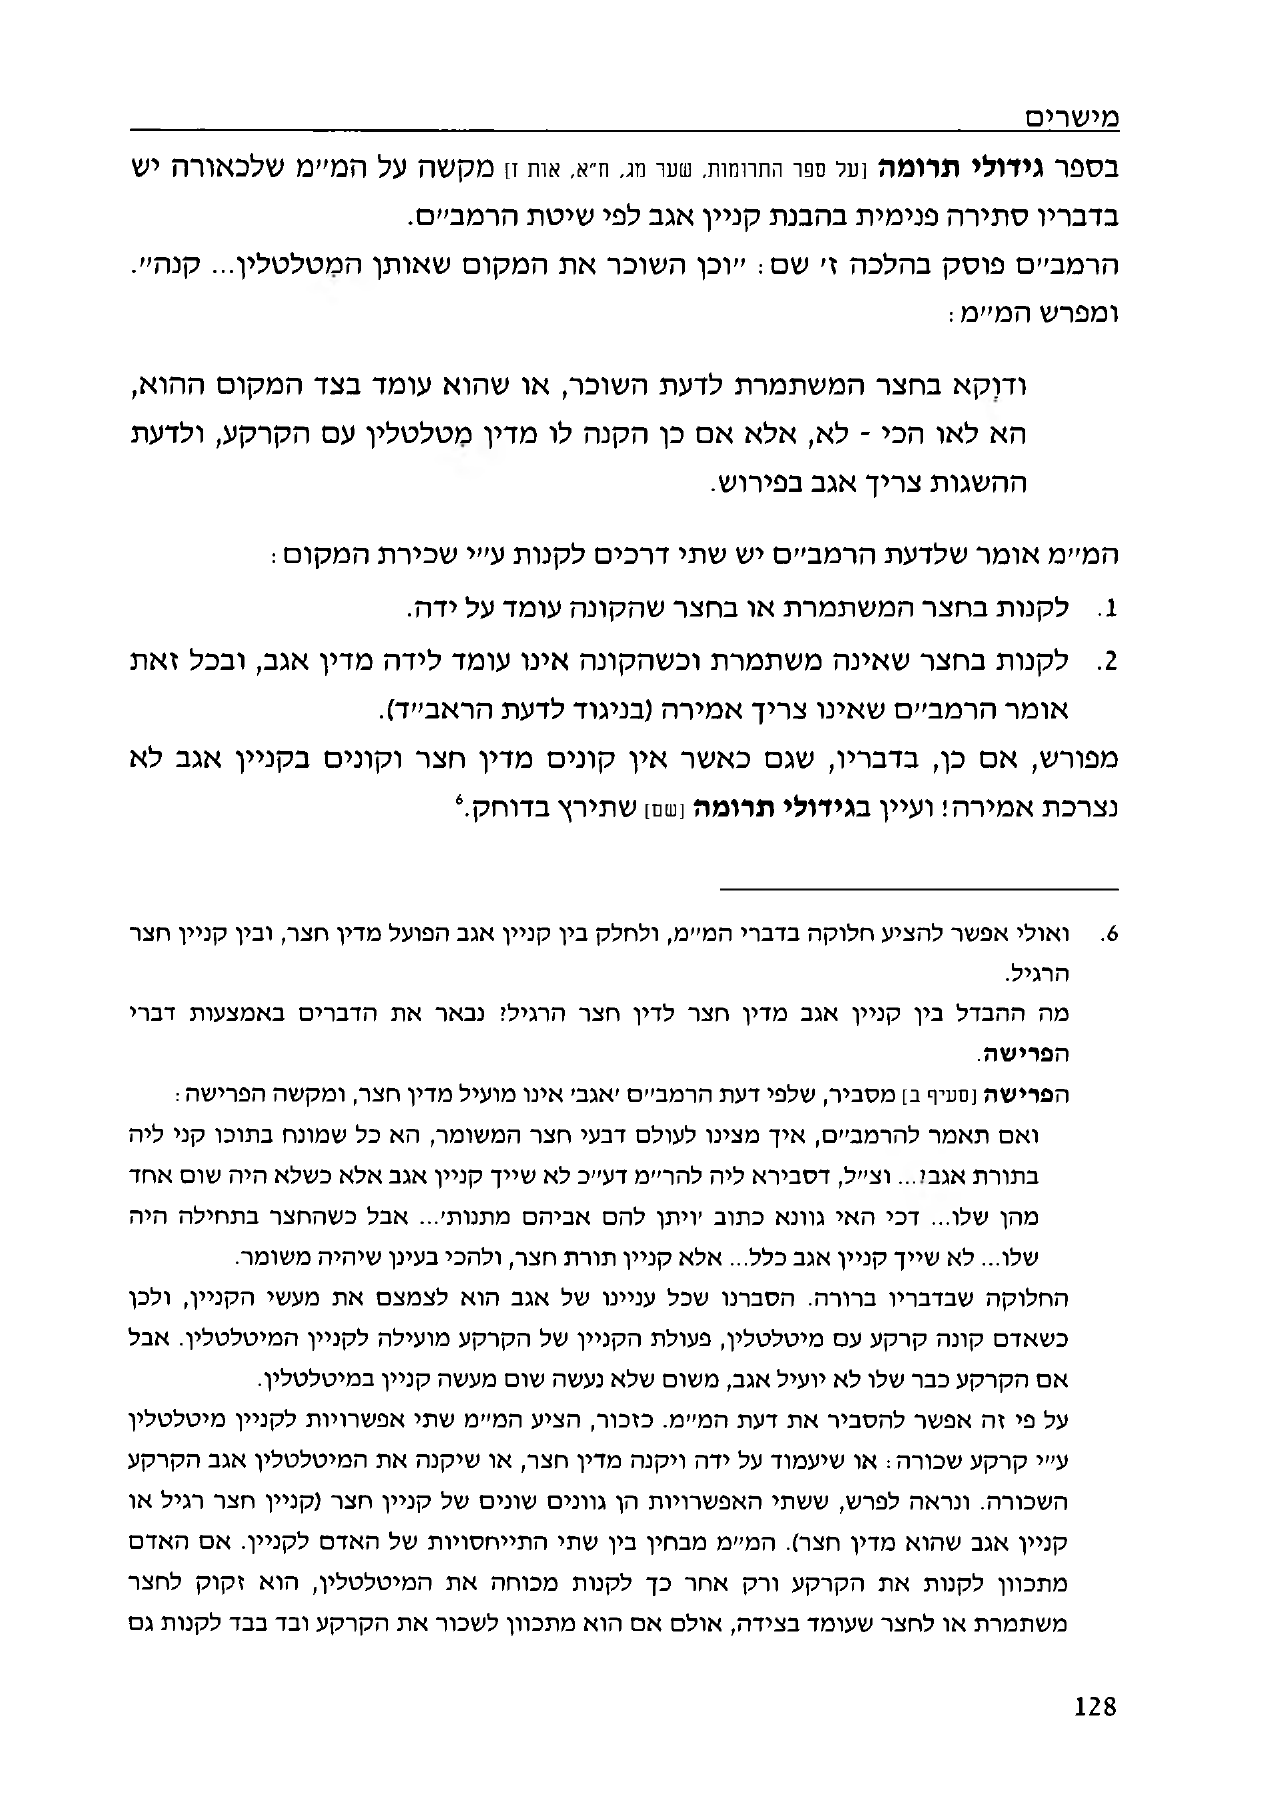 מישרים
בספר גידולי תרומה [על ספר התרומות, שער מג, ח״א, אות ז] מקשה על המ״מ שלכאורה יש
בדבריו סתירה פנימית בהבנת קניין אגב לפי שיטת הרמב״ם.
הרמב״ם פוסק בהלכה ז׳ שם: ״וכן השוכר את המקום שאותן המטלטלין... קנה״.
ומפרש המ״מ:
ודוקא בחצר המשתמרת לדעת השוכר, או שהוא עומד בצד המקום ההוא,
הא לאו הכי - לא, אלא אם כן הקנה לו מדין מטלטלין עם הקרקע, ולדעת
ההשגות צריך אגב בפירוש.
המ״מ אומר שלדעת הרמב״ם יש שתי דרכים לקנות ע״י שכירת המקום:
1. לקנות בחצר המשתמרת או בחצר שהקונה עומד על ידה.
2. לקנות בחצר שאינה משתמרת וכשהקונה אינו עומד לידה מדין אגב, ובכל זאת
אומר הרמב״ם שאינו צריך אמירה (בניגוד לדעת הראב״ד).
מפורש, אם כן, בדבריו, שגם כאשר אין קונים מדין חצר וקונים בקניין אגב לא
נצרכת אמירה! ועיין בגידולי תרומה [שם] שתירץ בדוחק.6
6. ואולי אפשר להציע חלוקה בדברי המ״מ, ולחלק בין קניין אגב הפועל מדין חצר, ובין קניין חצר
הרגיל.
מה ההבדל בין קניין אגב מדין חצר לדין חצר הרגיל? נבאר את הדברים באמצעות דברי
הפרישה.
הפרישה [סעיף ב] מסביר, שלפי דעת הרמב״ם ׳אגב׳ אינו מועיל מדין חצר, ומקשה הפרישה:
ואם תאמר להרמב״ם, איך מצינו לעולם דבעי חצר המשומר, הא כל שמונח בתוכו קני ליה
בתורת אגב?... וצ״ל, דסבירא ליה להר״מ דע״כ לא שייך קניין אגב אלא כשלא היה שום אחד
מהן שלו... דכי האי גוונא כתוב ׳ויתן להם אביהם מתנות׳... אבל כשהחצר בתחילה היה
שלו... לא שייך קניין אגב כלל... אלא קניין תורת חצר, ולהכי בעינן שיהיה משומר.
החלוקה שבדבריו ברורה. הסברנו שכל עניינו של אגב הוא לצמצם את מעשי הקניין, ולכן
כשאדם קונה קרקע עם מיטלטלין, פעולת הקניין של הקרקע מועילה לקניין המיטלטלין. אבל
אם הקרקע כבר שלו לא יועיל אגב, משום שלא נעשה שום מעשה קניין במיטלטלין.
על פי זה אפשר להסביר את דעת המ״מ. כזכור, הציע המ״מ שתי אפשרויות לקניין מיטלטלין
ע״י קרקע שכורה: או שיעמוד על ידה ויקנה מדין חצר, או שיקנה את המיטלטלין אגב הקרקע
השכורה. ונראה לפרש, ששתי האפשרויות הן גוונים שונים של קניין חצר (קניין חצר רגיל או
קניין אגב שהוא מדין חצר). המ״מ מבחין בין שתי התייחסויות של האדם לקניין. אם האדם
מתכוון לקנות את הקרקע ורק אחר כך לקנות מכוחה את המיטלטלין, הוא זקוק לחצר
משתמרת או לחצר שעומד בצידה, אולם אם הוא מתכוון לשכור את הקרקע ובד בבד לקנות גם
128